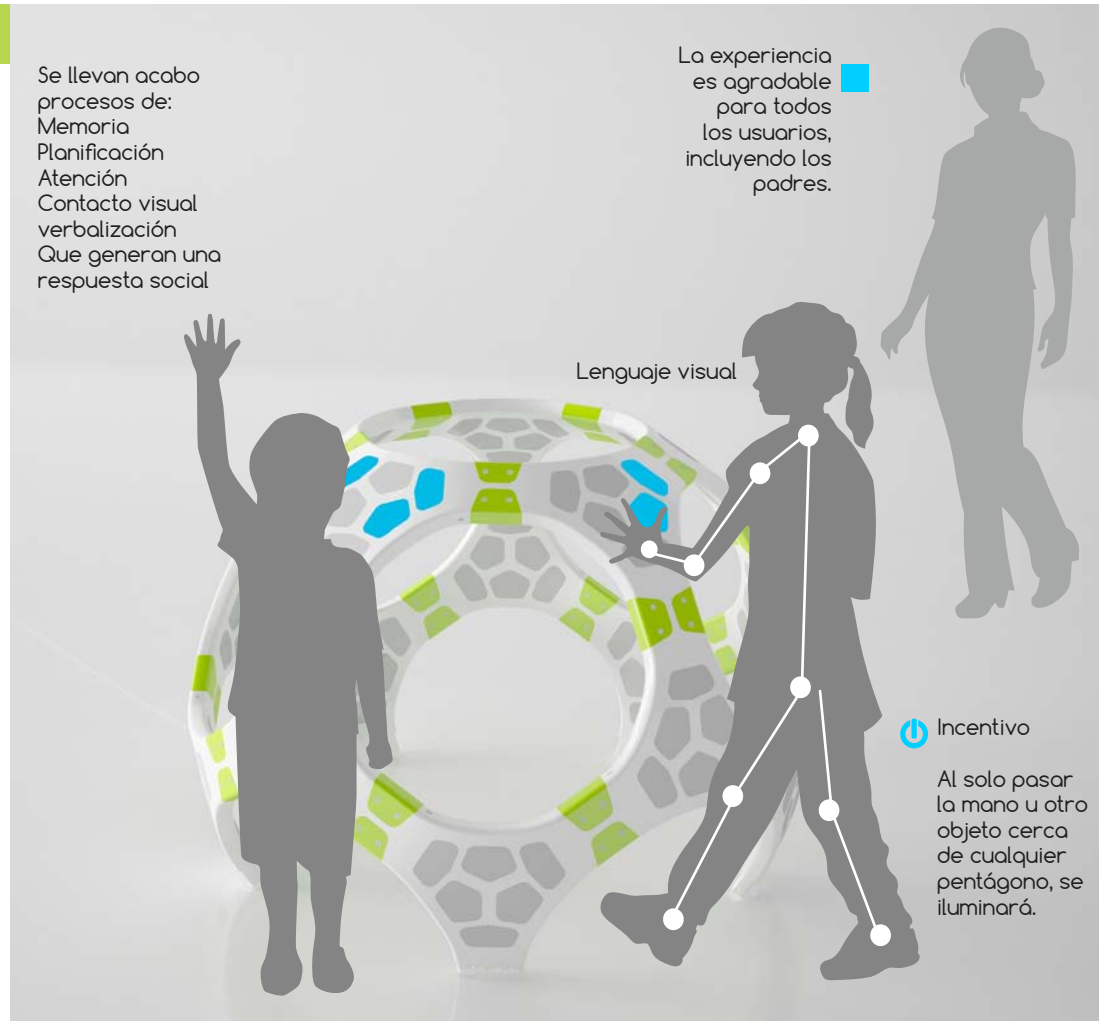 Se llevan acabo
procesos de:
Memoria
Planificación
Atención
Contacto visual
verbalización
Que generan una
respuesta social
La experiencia
es agradable
para todos
los usuarios,
incluyendo los
padres.
Lenguaje visual
Incentivo
Al solo pasar
la mano u otro
objeto cerca
de cualquier
pentágono, se
iluminará.